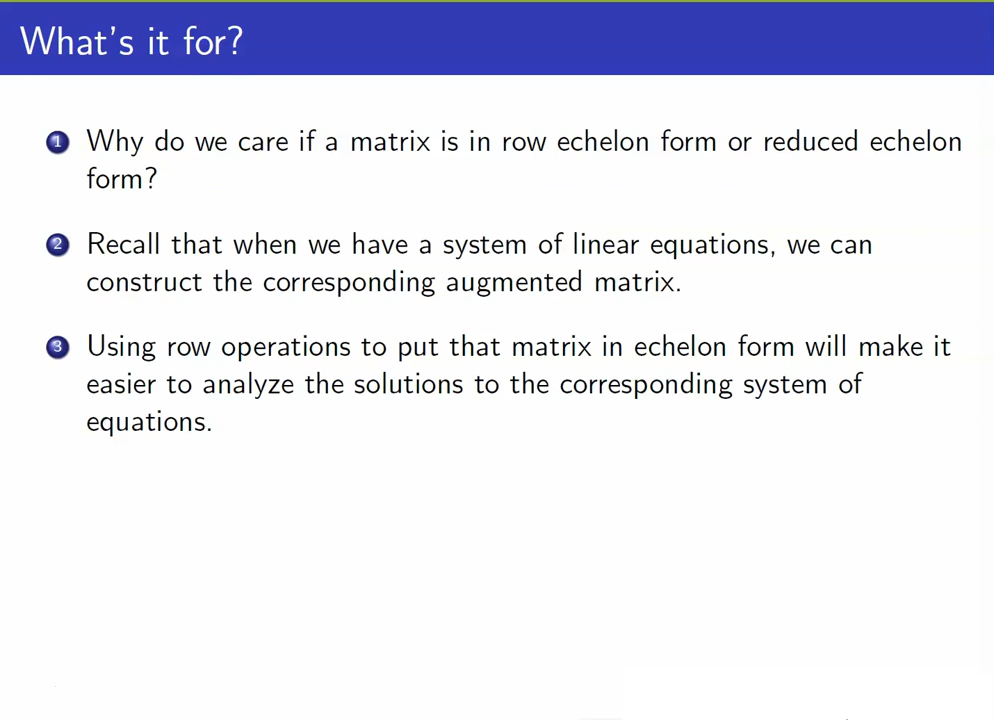 What's it for?
1 Why do we care if a matrix is in row echelon form or reduced echelon
form?
2 Recall that when we have a system of linear equations, we can
construct the corresponding augmented matrix.
3 Using row operations to put that matrix in echelon form will make it
easier to analyze the solutions to the corresponding system of
equations.